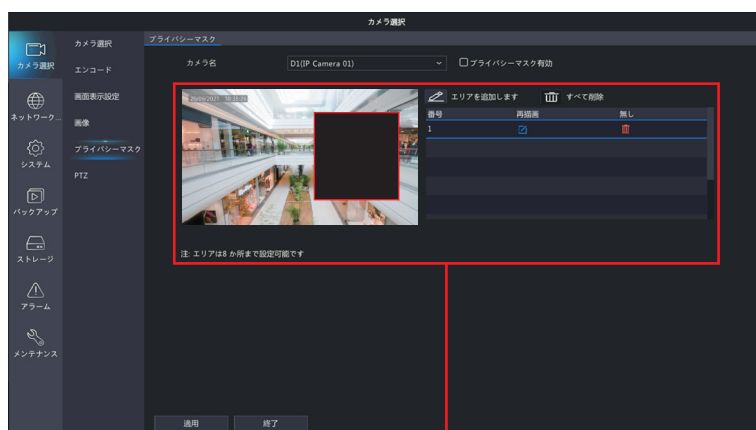 カメラ選択
カメラ選択
ネットワーク...
システム
バックアップ
ストレージ
アラーム
メンテナンス
カメラ選択
エンコード
画面表示設定
画像
プライバシーマスク
PTZ
プライバシーマスク
カメラ名 D1(IP Camera 01) プライバシーマスク有効
エリアを追加します すべて削除
番号 再描画 無し
1
注: エリアは8 か所まで設定可能です
適用 終了